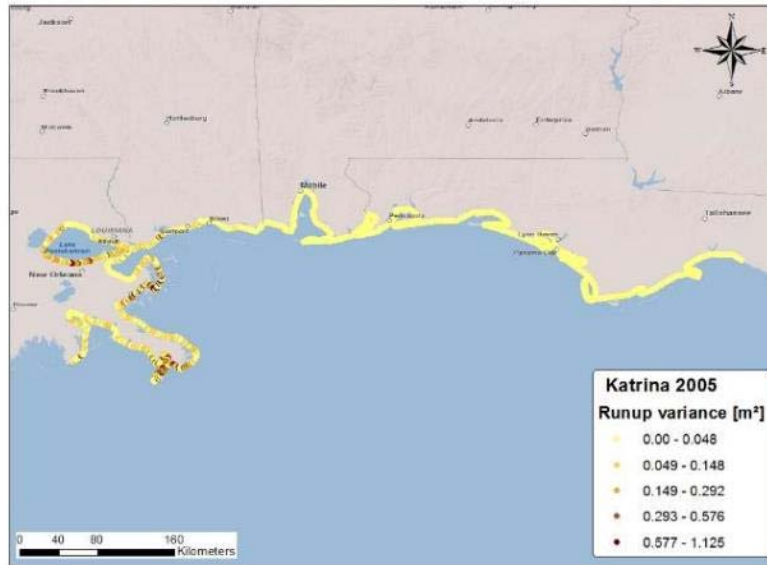 N
Mobile
Pensacola
Tallahassee
Lynn Haven
Panama City
Biloxi
Gulfport
LOUISIANA
Lake
Pontchartrain
New Orleans
Katrina 2005
Runup variance [m²]
0.00 - 0.048
0.049 - 0.148
0.149 - 0.292
0.293 - 0.576
0.577 - 1.125
0 40 80 160
Kilometers